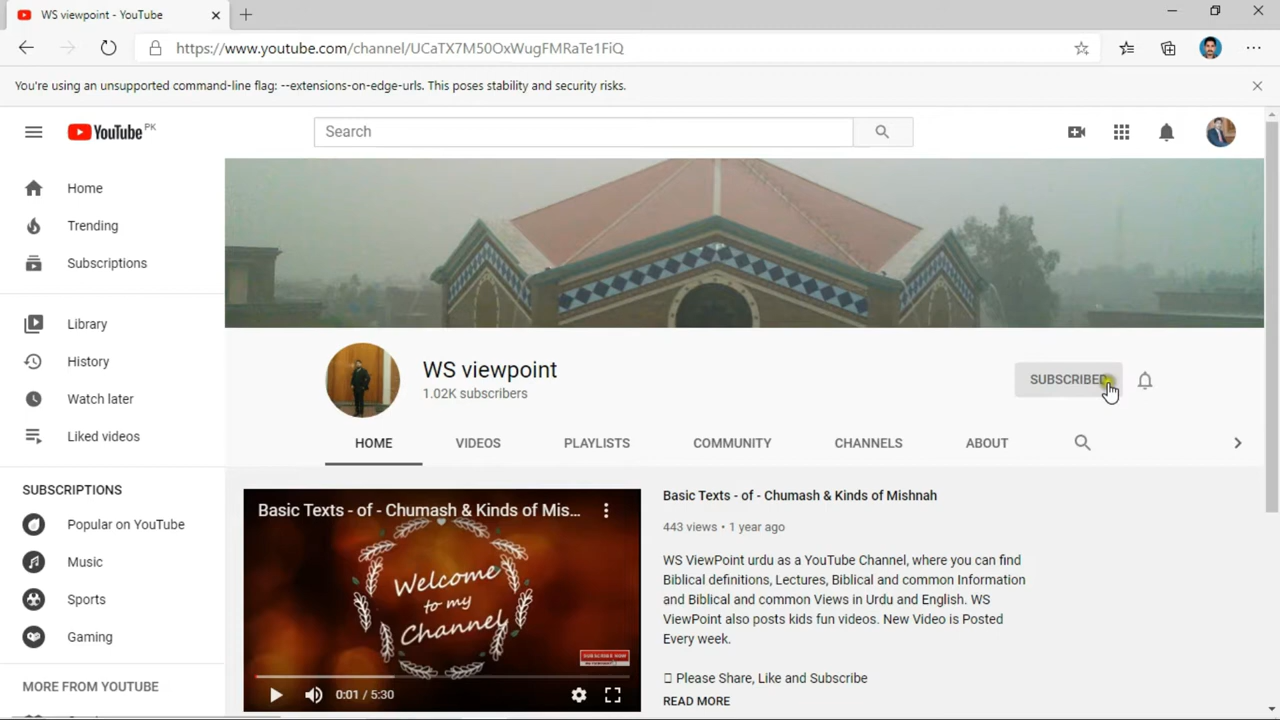 WS viewpoint - YouTube
https://www.youtube.com/channel/UCaTX7M50OxWugFMRaTe1FiQ
You're using an unsupported command-line flag: --extensions-on-edge-urls. This poses stability and security risks.
YouTube PK
Search
Home
Trending
Subscriptions
Library
History
Watch later
Liked videos
SUBSCRIPTIONS
Popular on YouTube
Music
Sports
Gaming
MORE FROM YOUTUBE
WS viewpoint
1.02K subscribers
SUBSCRIBED
HOME VIDEOS PLAYLISTS COMMUNITY CHANNELS ABOUT
Basic Texts - of - Chumash & Kinds of Mis...
Welcome
to my
Channel
SUBSCRIBE NOW
0:01 / 5:30
Basic Texts - of - Chumash & Kinds of Mishnah
443 views • 1 year ago
WS ViewPoint urdu as a YouTube Channel, where you can find
Biblical definitions, Lectures, Biblical and common Information
and Biblical and common Views in Urdu and English. WS
ViewPoint also posts kids fun videos. New Video is Posted
Every week.
Please Share, Like and Subscribe
READ MORE